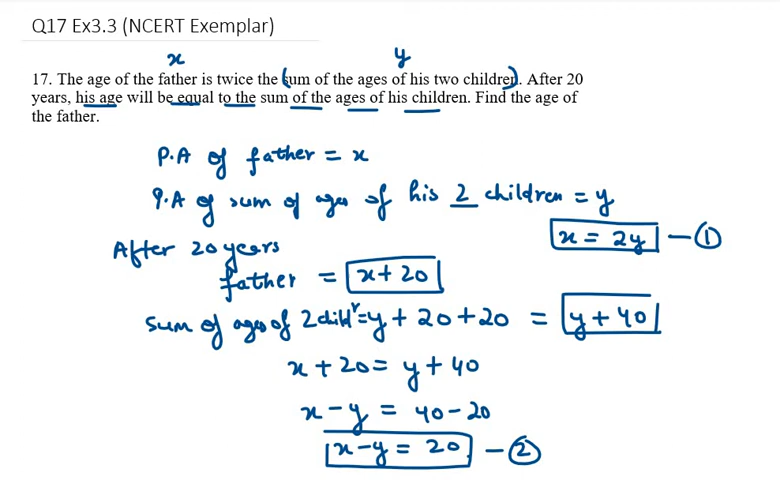 Q17 Ex3.3 (NCERT Exemplar)
x y
17. The age of the father is twice the (sum of the ages of his two children). After 20
years, his age will be equal to the sum of the ages of his children. Find the age of
the father.
P.A of father = x
P.A of sum of ages of his 2 children = y
x = 2y — ①
After 20 years
father = x + 20
sum of ages of 2 childr = y + 20 + 20 = y + 40
x + 20 = y + 40
x - y = 40 - 20
x - y = 20 — ②